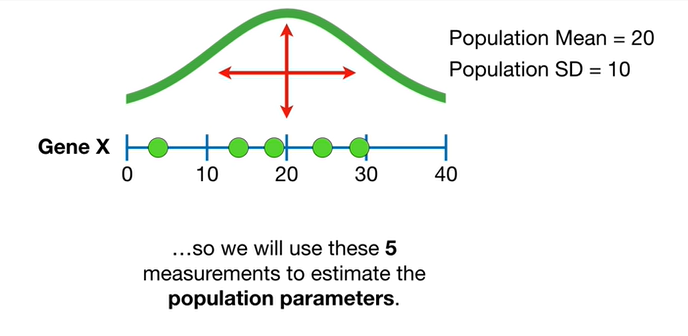 Population Mean = 20
Population SD = 10
Gene X
0 10 20 30 40
...so we will use these 5
measurements to estimate the
population parameters.